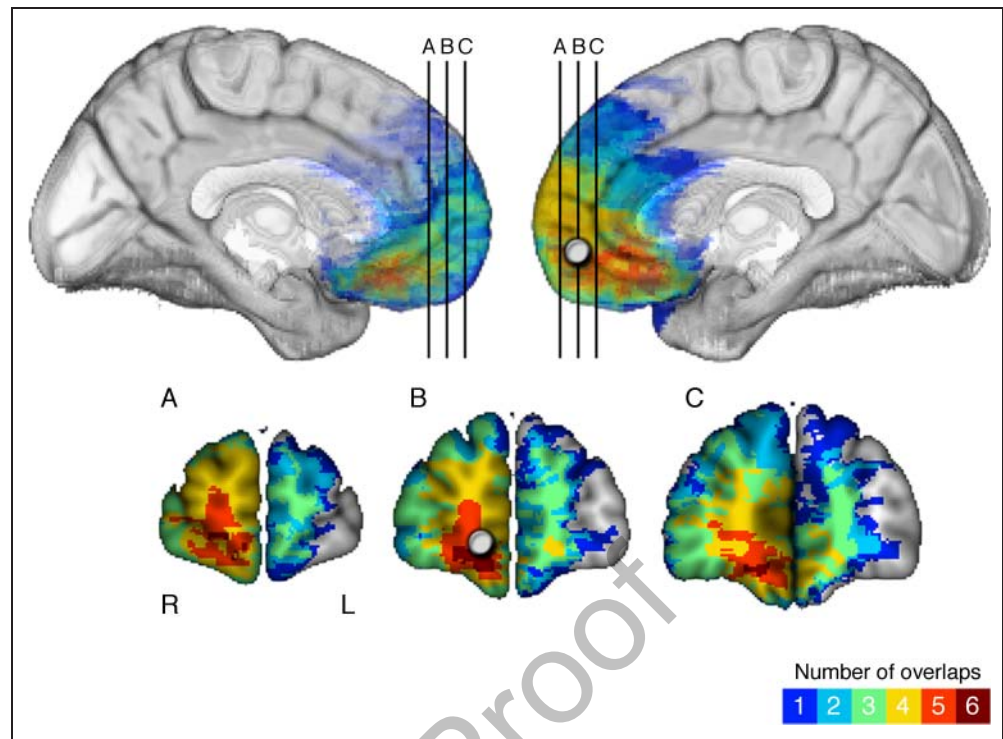 A B C
A B C
A
B
C
R
L
Number of overlaps
1 2 3 4 5 6
Proof